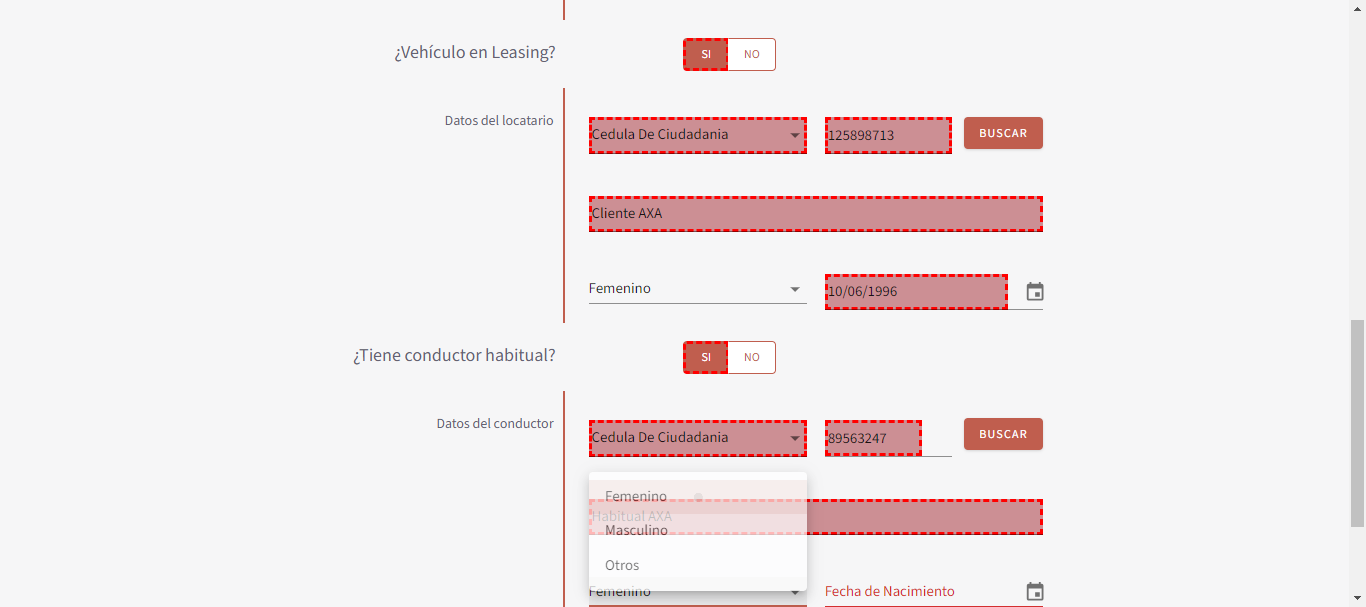 ¿Vehículo en Leasing?
SI
NO
Datos del locatario
Cedula De Ciudadania
125898713
BUSCAR
Cliente AXA
Femenino
10/06/1996
¿Tiene conductor habitual?
SI
NO
Datos del conductor
Cedula De Ciudadania
89563247
BUSCAR
Femenino
Habitual AXA
Masculino
Otros
Femenino
Fecha de Nacimiento